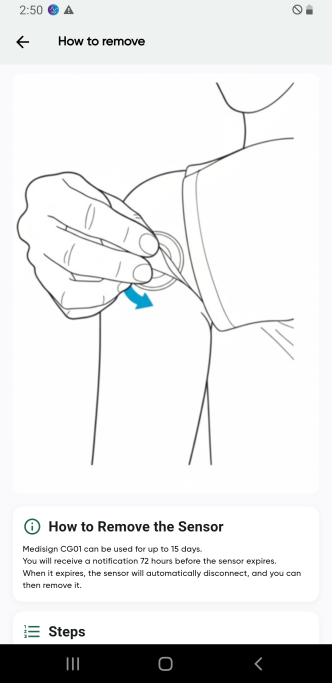 2:50
How to remove
How to Remove the Sensor
Medisign CG01 can be used for up to 15 days.
You will receive a notification 72 hours before the sensor expires.
When it expires, the sensor will automatically disconnect, and you can
then remove it.
Steps